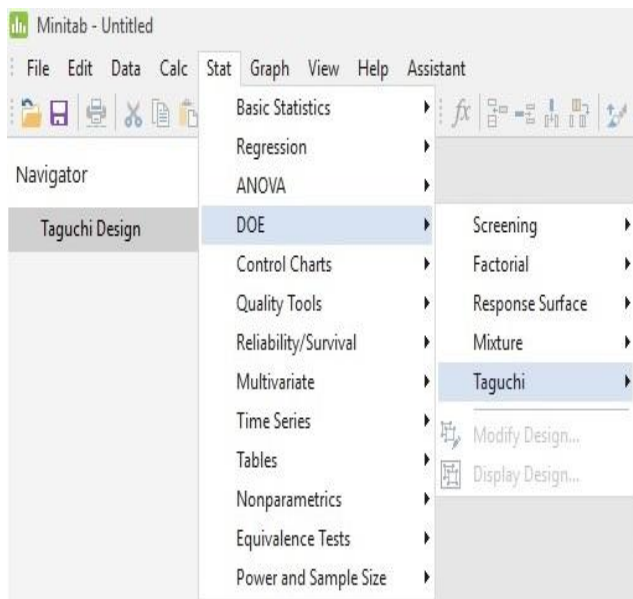 Minitab - Untitled
File Edit Data Calc Stat Graph View Help Assistant
fx
Navigator
Taguchi Design
Basic Statistics
Regression
ANOVA
DOE
Control Charts
Quality Tools
Reliability/Survival
Multivariate
Time Series
Tables
Nonparametrics
Equivalence Tests
Power and Sample Size
Screening
Factorial
Response Surface
Mixture
Taguchi
Modify Design...
Display Design...